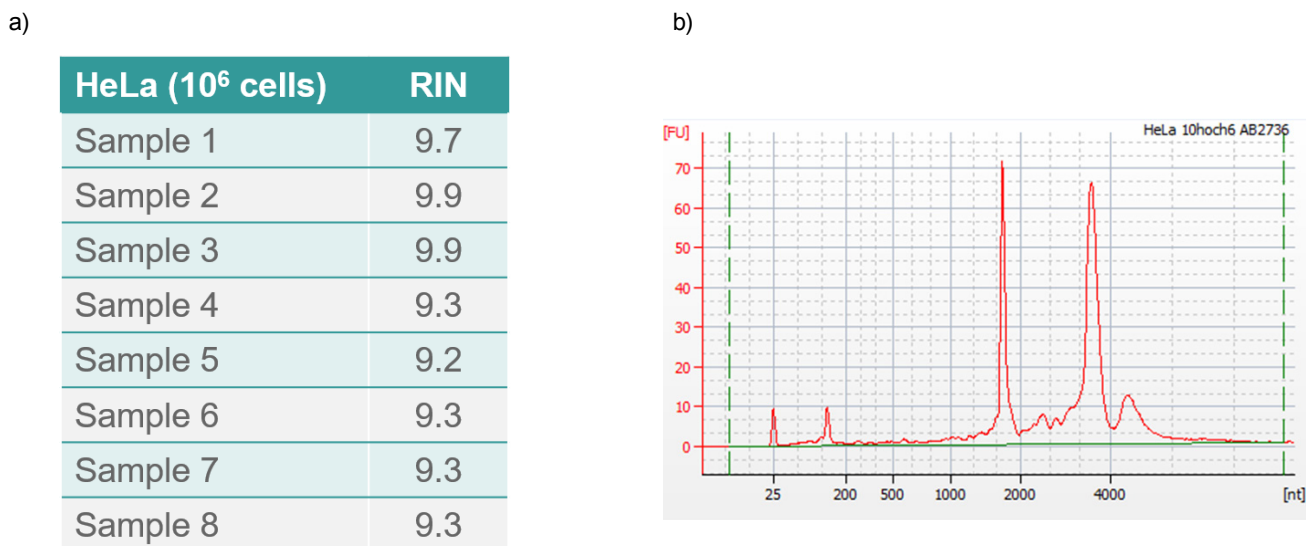 a)
b)
HeLa (10⁶ cells) RIN
Sample 1 9.7
Sample 2 9.9
Sample 3 9.9
Sample 4 9.3
Sample 5 9.2
Sample 6 9.3
Sample 7 9.3
Sample 8 9.3
[FU]
HeLa 10hoch6 AB2736
70
60
50
40
30
20
10
0
25 200 500 1000 2000 4000 [nt]